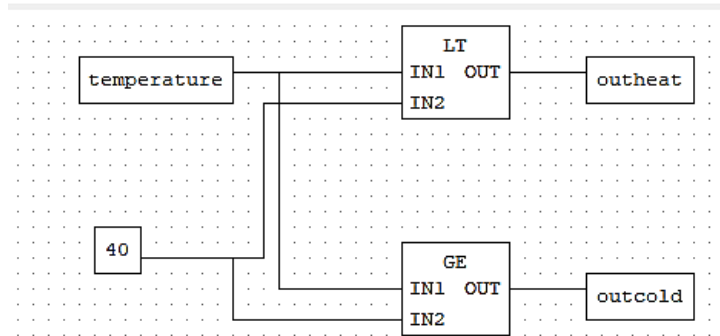 LT
temperature
IN1 OUT
outheat
IN2
40
GE
IN1 OUT
outcold
IN2